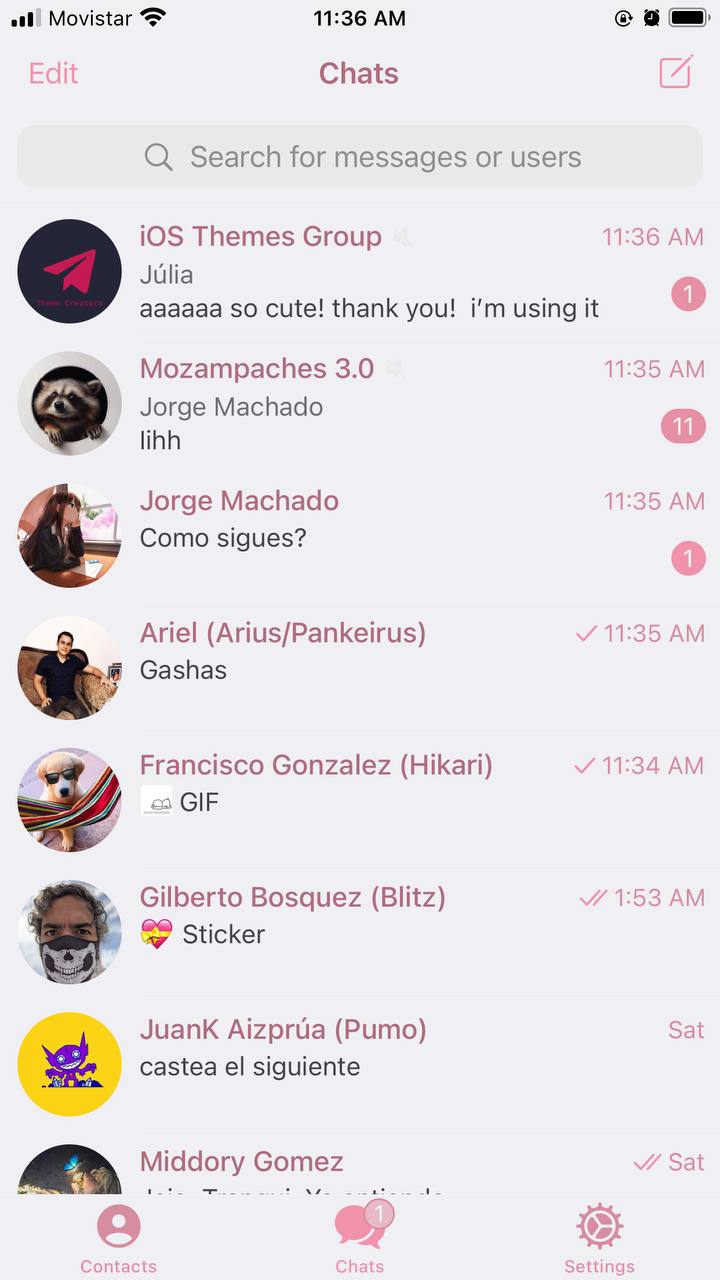 Movistar
11:36 AM
Edit
Chats
Search for messages or users
iOS Themes Group
11:36 AM
Júlia
aaaaaa so cute! thank you!  i’m using it
1
Theme Creators
Mozampaches 3.0
11:35 AM
Jorge Machado
Iihh
11
Jorge Machado
11:35 AM
Como sigues?
1
Ariel (Arius/Pankeirus)
11:35 AM
Gashas
Francisco Gonzalez (Hikari)
11:34 AM
GIF
Gilberto Bosquez (Blitz)
1:53 AM
Sticker
JuanK Aizprúa (Pumo)
Sat
castea el siguiente
Middory Gomez
Sat
1
Contacts
Chats
Settings